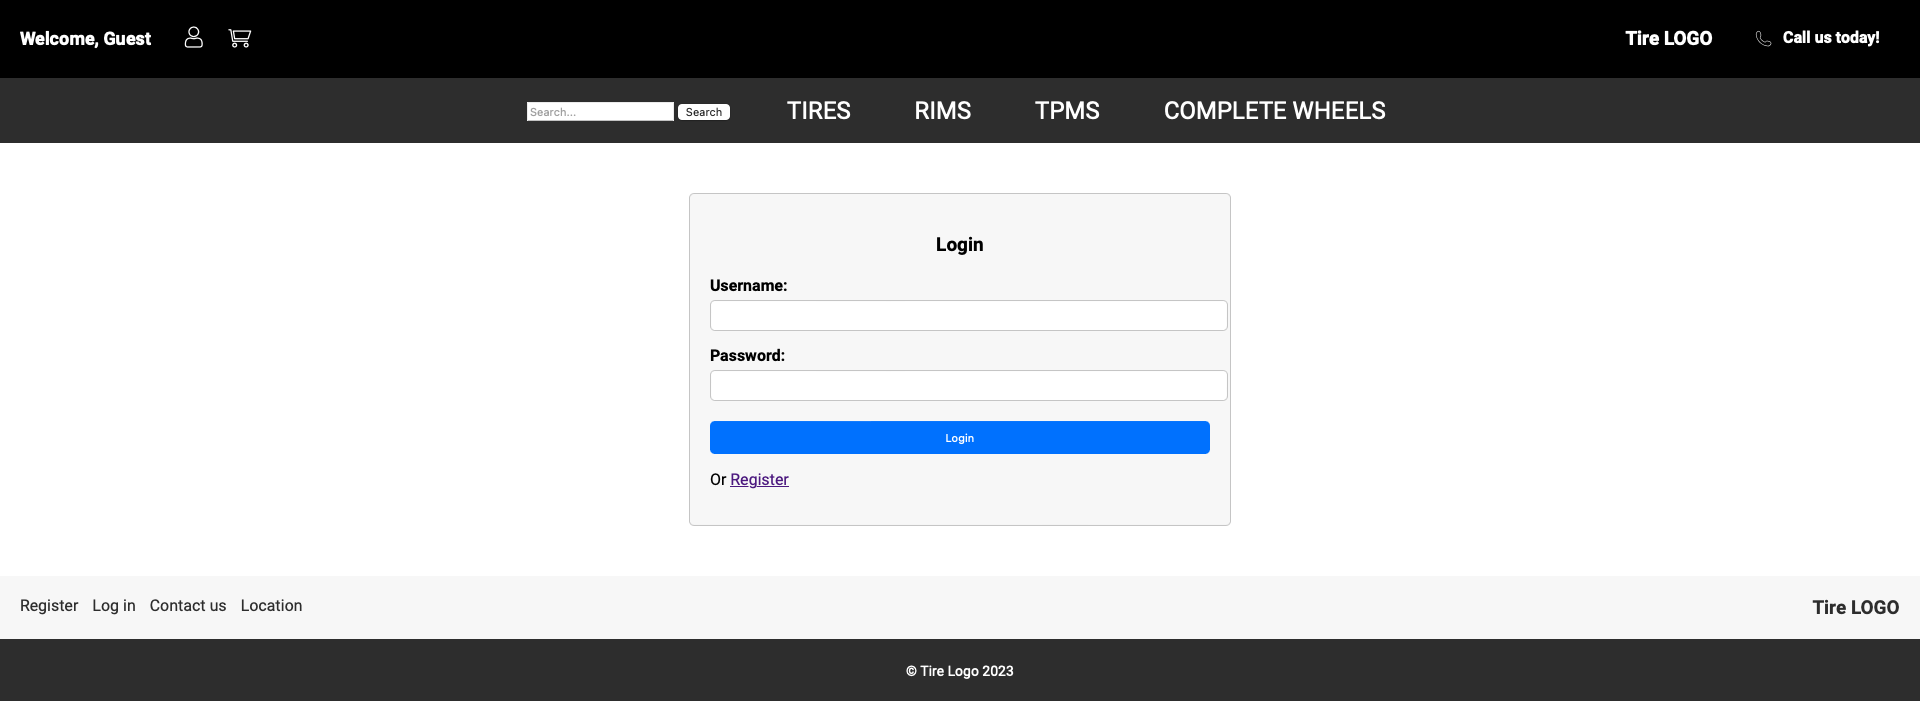 Welcome, Guest
Tire LOGO
Call us today!
Search...
Search
TIRES
RIMS
TPMS
COMPLETE WHEELS
Login
Username:
Password:
Login
Or Register
Register
Log in
Contact us
Location
Tire LOGO
© Tire Logo 2023